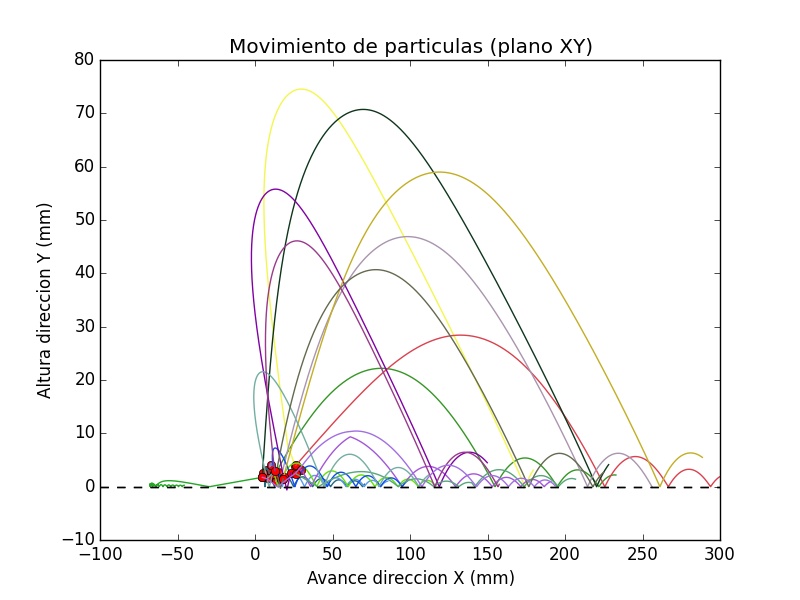 Movimiento de particulas (plano XY)
80
70
60
50
40
30
20
10
0
−10
−100 −50 0 50 100 150 200 250 300
Altura direccion Y (mm)
Avance direccion X (mm)